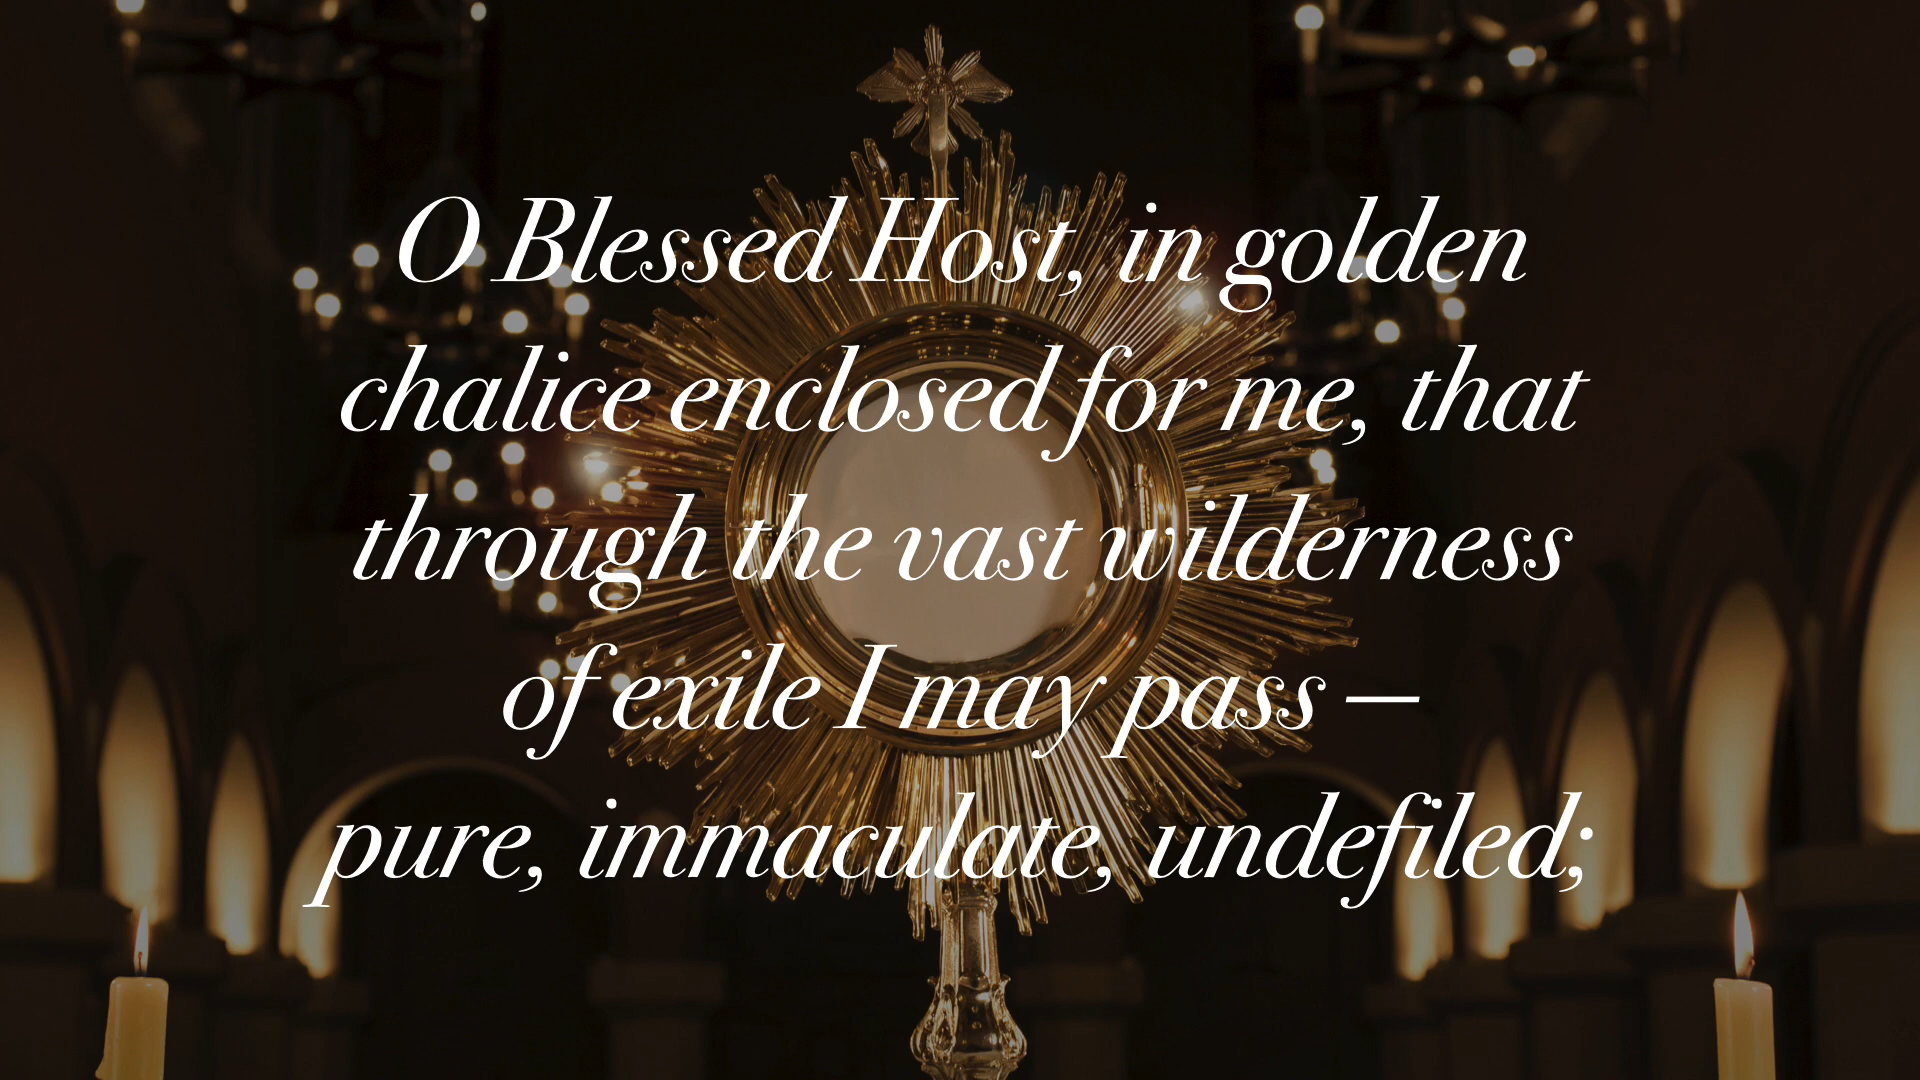 O Blessed Host, in golden
chalice enclosed for me, that
through the vast wilderness
of exile I may pass –
pure, immaculate, undefiled;